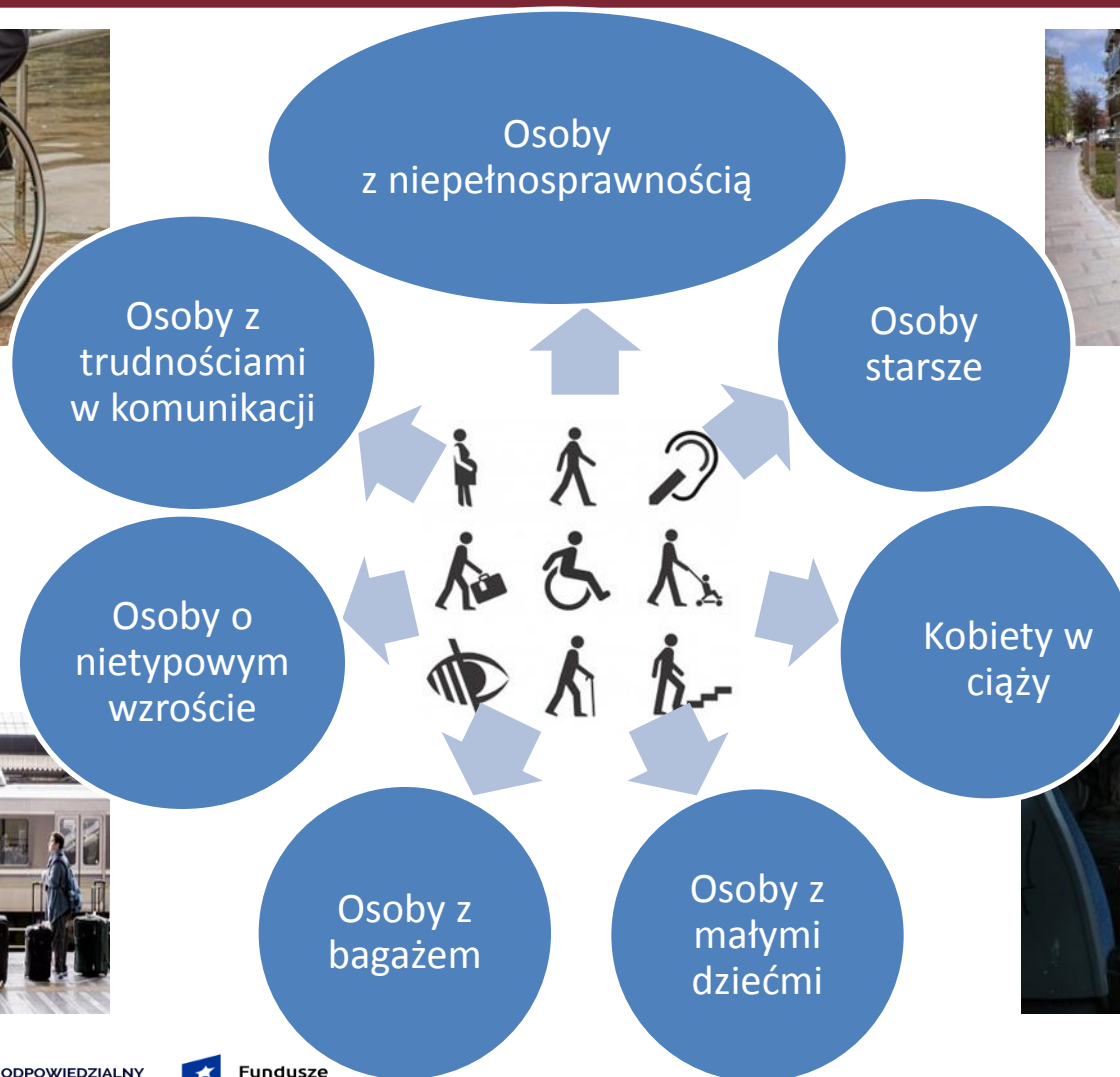 Osoby
z niepełnosprawnością
Osoby
starsze
Kobiety w
ciąży
Osoby z
małymi
dziećmi
Osoby z
bagażem
Osoby o
nietypowym
wzroście
Osoby z
trudnościami
w komunikacji
ODPOWIEDZIALNY
Fundusze